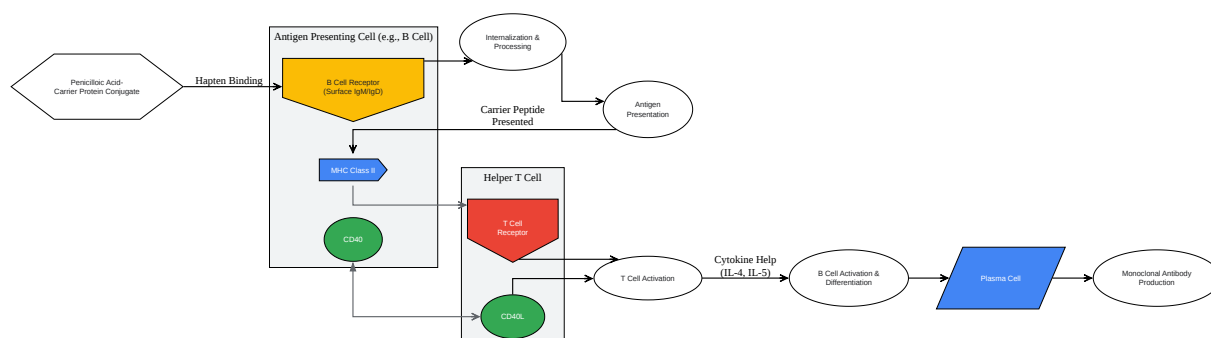 Antigen Presenting Cell (e.g., B Cell)
Internalization &
Processing
Penicilloic Acid-
Carrier Protein Conjugate
Hapten Binding
B Cell Receptor
(Surface IgM/IgD)
Antigen
Presentation
Carrier Peptide
Presented
MHC Class II
Helper T Cell
T Cell
Receptor
CD40
T Cell Activation
Cytokine Help
(IL-4, IL-5)
B Cell Activation &
Differentiation
Plasma Cell
Monoclonal Antibody
Production
CD40L